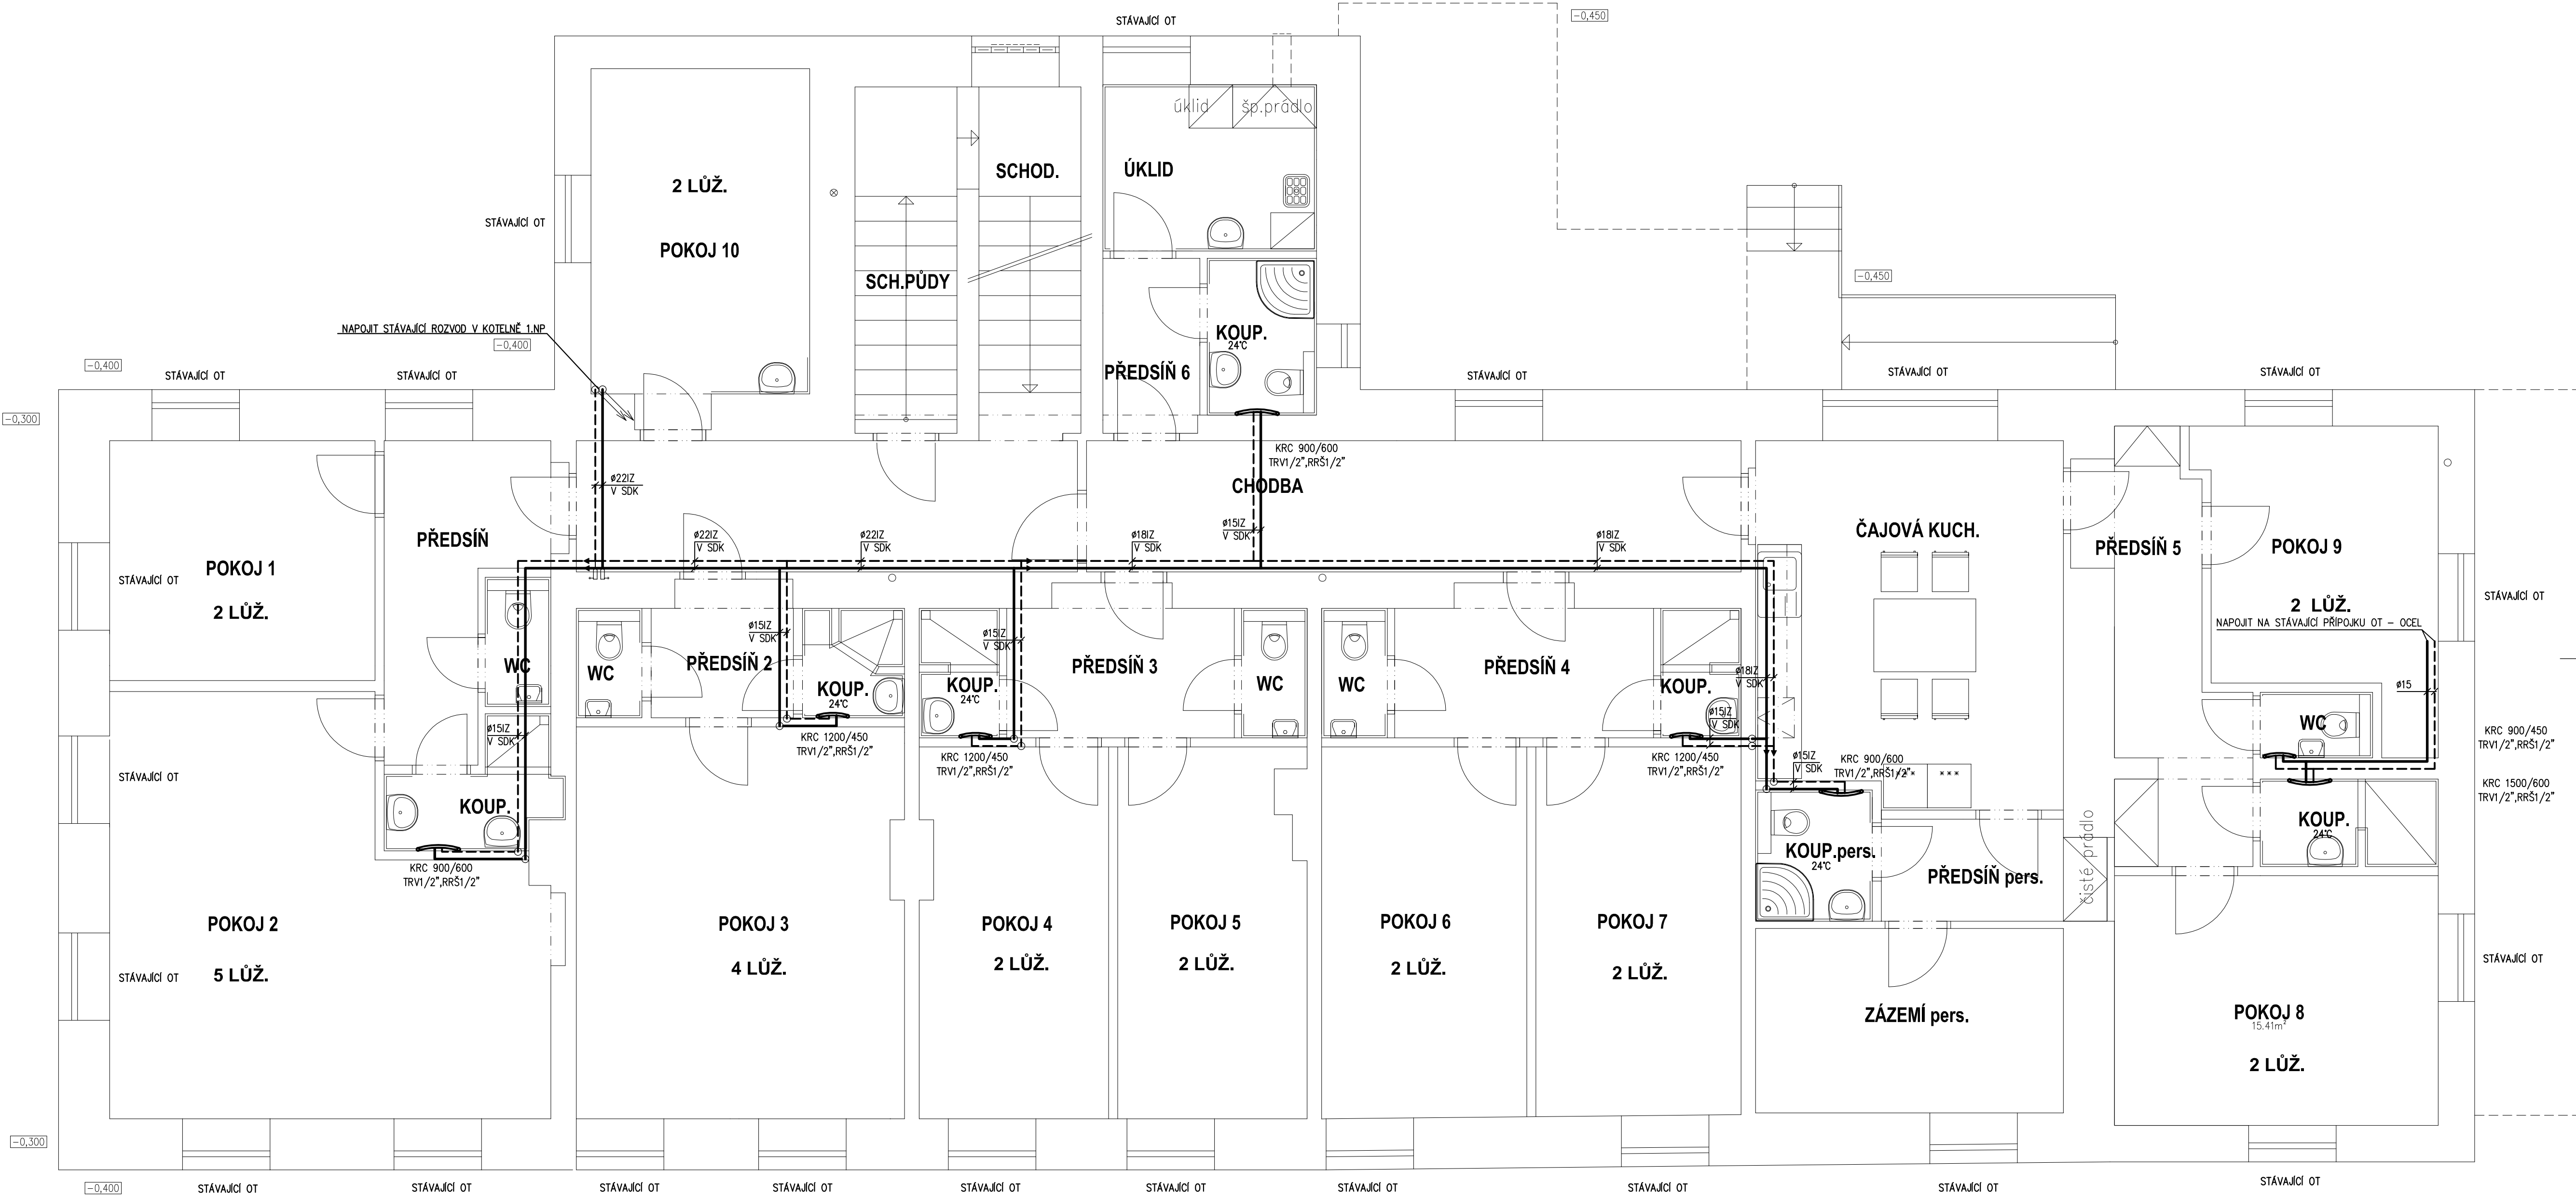 STÁVAJÍCÍ OT
-0,450
úklid
šp.prádlo
2 LŮŽ.
SCHOD.
ÚKLID
STÁVAJÍCÍ OT
POKOJ 10
SCH.PŮDY
-0,450
NAPOJIT STÁVAJÍCÍ ROZVOD V KOTELNĚ 1.NP
-0,400
KOUP.
24°C
-0,400
STÁVAJÍCÍ OT
STÁVAJÍCÍ OT
PŘEDSÍŇ 6
STÁVAJÍCÍ OT
STÁVAJÍCÍ OT
STÁVAJÍCÍ OT
-0,300
KRC 900/600
TRV1/2",RRŠ1/2"
ø22IZ
V SDK
CHODBA
PŘEDSÍŇ
ø22IZ
V SDK
ø22IZ
V SDK
ø18IZ
V SDK
ø15IZ
V SDK
ø18IZ
V SDK
ČAJOVÁ KUCH.
PŘEDSÍŇ 5
POKOJ 9
STÁVAJÍCÍ OT
POKOJ 1
2 LŮŽ.
2 LŮŽ.
STÁVAJÍCÍ OT
NAPOJIT NA STÁVAJÍCÍ PŘÍPOJKU OT - OCEL
ø15IZ
V SDK
ø15IZ
V SDK
WC
WC
PŘEDSÍŇ 2
KOUP.
24°C
KOUP.
24°C
PŘEDSÍŇ 3
WC
WC
PŘEDSÍŇ 4
KOUP.
ø18IZ
V SDK
ø15
ø15IZ
V SDK
WC
ø15IZ
V SDK
KRC 1200/450
TRV1/2",RRŠ1/2"
KRC 1200/450
TRV1/2",RRŠ1/2"
KRC 1200/450
TRV1/2",RRŠ1/2"
ø15IZ
V SDK
KRC 900/600
TRV1/2",RRŠ1/2"
***
***
KRC 900/450
TRV1/2",RRŠ1/2"
KRC 1500/600
TRV1/2",RRŠ1/2"
STÁVAJÍCÍ OT
KOUP.
KOUP.
24°C
KOUP.pers.
24°C
PŘEDSÍŇ pers.
čisté prádlo
KRC 900/600
TRV1/2",RRŠ1/2"
POKOJ 2
POKOJ 3
POKOJ 4
POKOJ 5
POKOJ 6
POKOJ 7
STÁVAJÍCÍ OT
5 LŮŽ.
4 LŮŽ.
2 LŮŽ.
2 LŮŽ.
2 LŮŽ.
2 LŮŽ.
STÁVAJÍCÍ OT
ZÁZEMÍ pers.
POKOJ 8
15.41m²
2 LŮŽ.
-0,300
-0,400
STÁVAJÍCÍ OT
STÁVAJÍCÍ OT
STÁVAJÍCÍ OT
STÁVAJÍCÍ OT
STÁVAJÍCÍ OT
STÁVAJÍCÍ OT
STÁVAJÍCÍ OT
STÁVAJÍCÍ OT
STÁVAJÍCÍ OT
STÁVAJÍCÍ OT